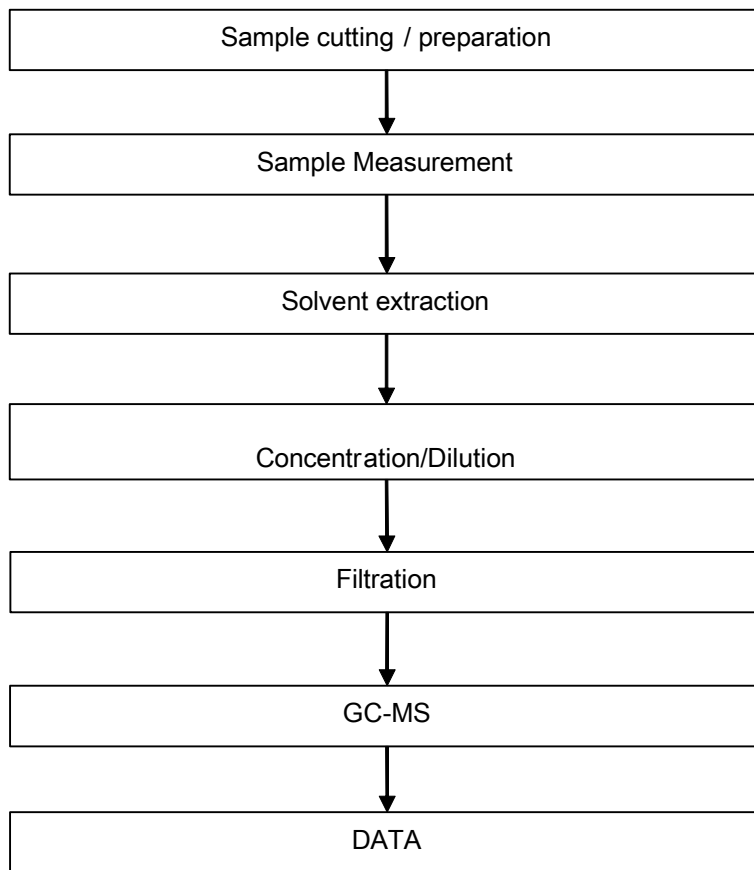 Sample cutting / preparation
Sample Measurement
Solvent extraction
Concentration/Dilution
Filtration
GC-MS
DATA